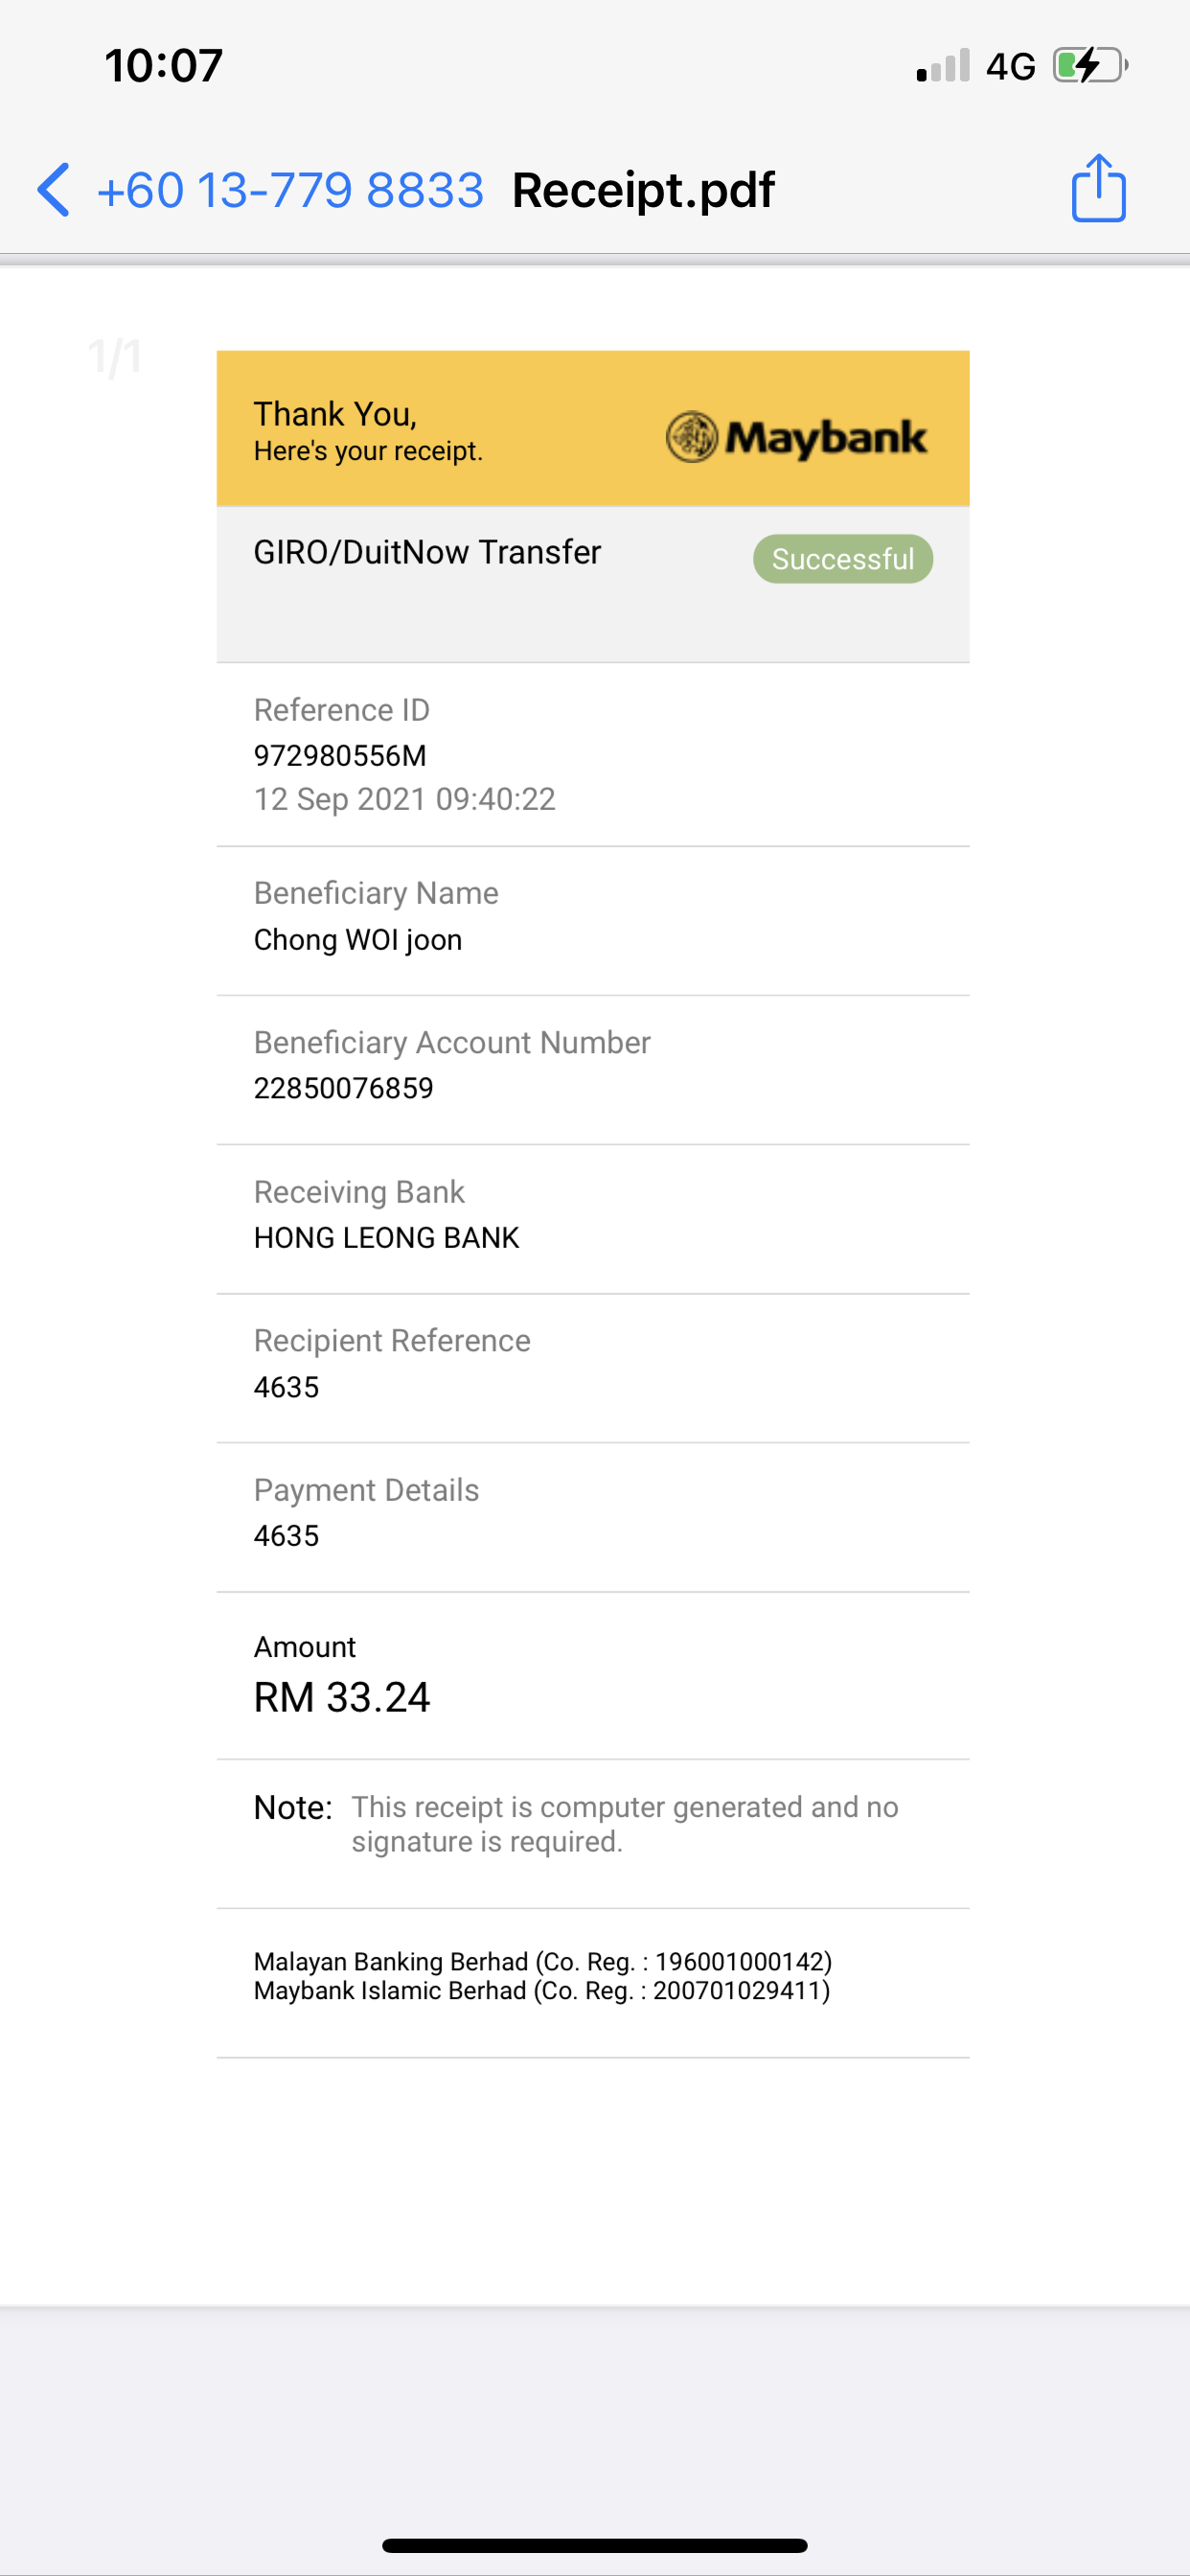 10:07
4G
+60 13-779 8833 Receipt.pdf
1/1
Thank You,
Here's your receipt.
Maybank
GIRO/DuitNow Transfer
Successful
Reference ID
972980556M
12 Sep 2021 09:40:22
Beneficiary Name
Chong WOI joon
Beneficiary Account Number
22850076859
Receiving Bank
HONG LEONG BANK
Recipient Reference
4635
Payment Details
4635
Amount
RM 33.24
Note: This receipt is computer generated and no
signature is required.
Malayan Banking Berhad (Co. Reg. : 196001000142)
Maybank Islamic Berhad (Co. Reg. : 200701029411)